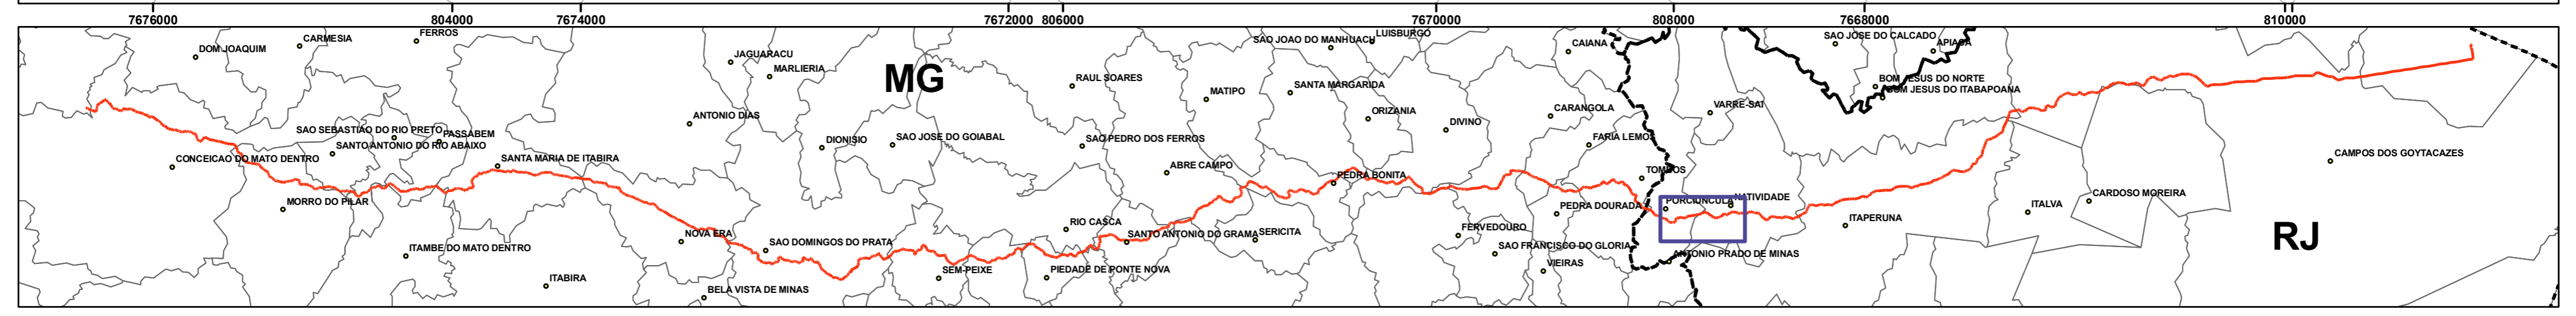 7676000 804000 7674000 7672000 806000 7670000 808000 7668000 810000
DOM JOAQUIM
CARMESIA
FERROS
JAGUARACU
MARLIERIA
MG
RAUL SOARES
MATIPO
SAO JOAO DO MANHUACU
LUISBURGO
SANTA MARGARIDA
ORIZANIA
DIVINO
CAIANA
CARANGOLA
FARIA LEMOS
VARRE-SAI
SAO JOSE DO CALCADO
APIACA
BOM JESUS DO NORTE
BOM JESUS DO ITABAPOANA
ANTONIO DIAS
DIONISIO
SAO JOSE DO GOIABAL
SAO PEDRO DOS FERROS
ABRE CAMPO
SAO SEBASTIAO DO RIO PRETO
PASSABEM
SANTO ANTONIO DO RIO ABAIXO
CONCEICAO DO MATO DENTRO
SANTA MARIA DE ITABIRA
MORRO DO PILAR
ITAMBE DO MATO DENTRO
ITABIRA
NOVA ERA
SAO DOMINGOS DO PRATA
BELA VISTA DE MINAS
SEM-PEIXE
PIEDADE DE PONTE NOVA
RIO CASCA
SANTO ANTONIO DO GRAMA
SERICITA
PEDRA BONITA
FERVEDOURO
SAO FRANCISCO DO GLORIA
VIEIRAS
PEDRA DOURADA
TOMBOS
PORCIUNCULA
NATIVIDADE
ANTONIO PRADO DE MINAS
ITAPERUNA
ITALVA
CARDOSO MOREIRA
CAMPOS DOS GOYTACAZES
RJ